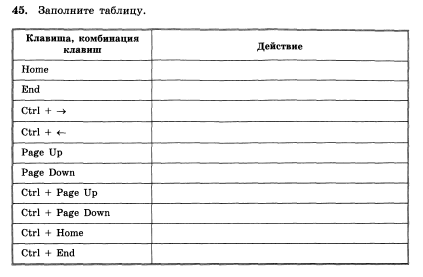 45. Заполните таблицу.
Клавиша, комбинация
клавиш
Действие
Home
End
Ctrl + →
Ctrl + ←
Page Up
Page Down
Ctrl + Page Up
Ctrl + Page Down
Ctrl + Home
Ctrl + End